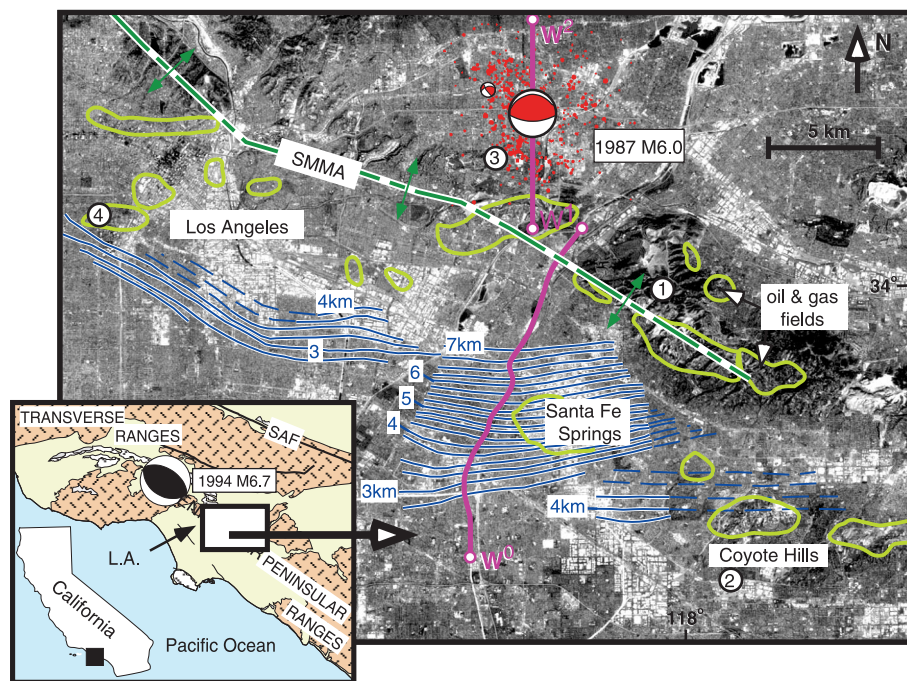 W²
N
5 km
1987 M6.0
SMMA
3
4
Los Angeles
W¹
1
34°
oil & gas
fields
4km
3
7km
6
5
4
Santa Fe
Springs
3km
4km
W⁰
Coyote Hills
2
118°
TRANSVERSE
RANGES
SAF
1994 M6.7
L.A.
PENINSULAR
RANGES
California
Pacific Ocean